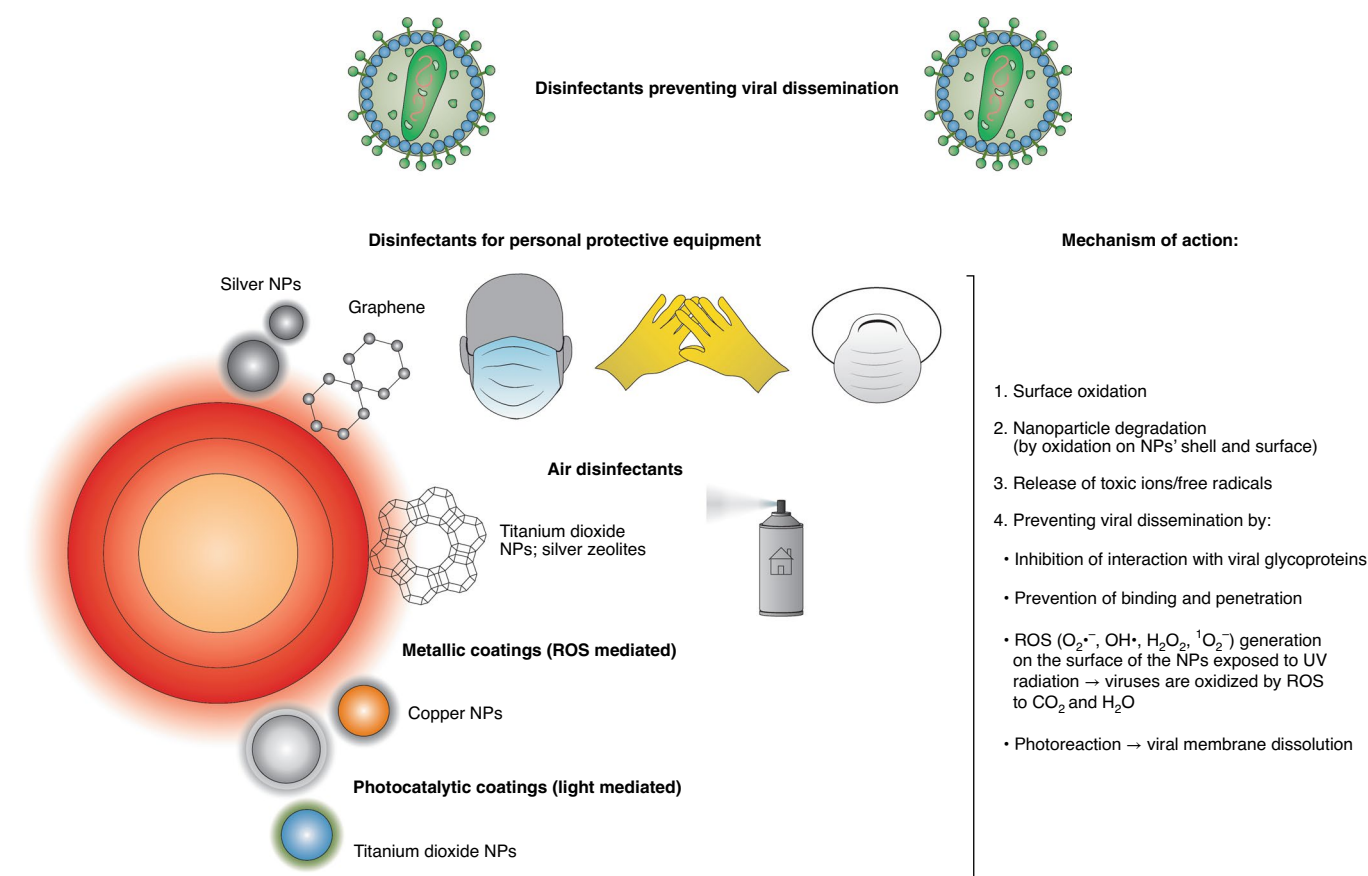 Disinfectants preventing viral dissemination
Disinfectants for personal protective equipment
Silver NPs
Graphene
Air disinfectants
Titanium dioxide
NPs; silver zeolites
Metallic coatings (ROS mediated)
Copper NPs
Photocatalytic coatings (light mediated)
Titanium dioxide NPs
Mechanism of action:
1. Surface oxidation
2. Nanoparticle degradation
(by oxidation on NPs' shell and surface)
3. Release of toxic ions/free radicals
4. Preventing viral dissemination by:
• Inhibition of interaction with viral glycoproteins
• Prevention of binding and penetration
• ROS (O₂•⁻, OH•, H₂O₂, ¹O₂⁻) generation
on the surface of the NPs exposed to UV
radiation → viruses are oxidized by ROS
to CO₂ and H₂O
• Photoreaction → viral membrane dissolution